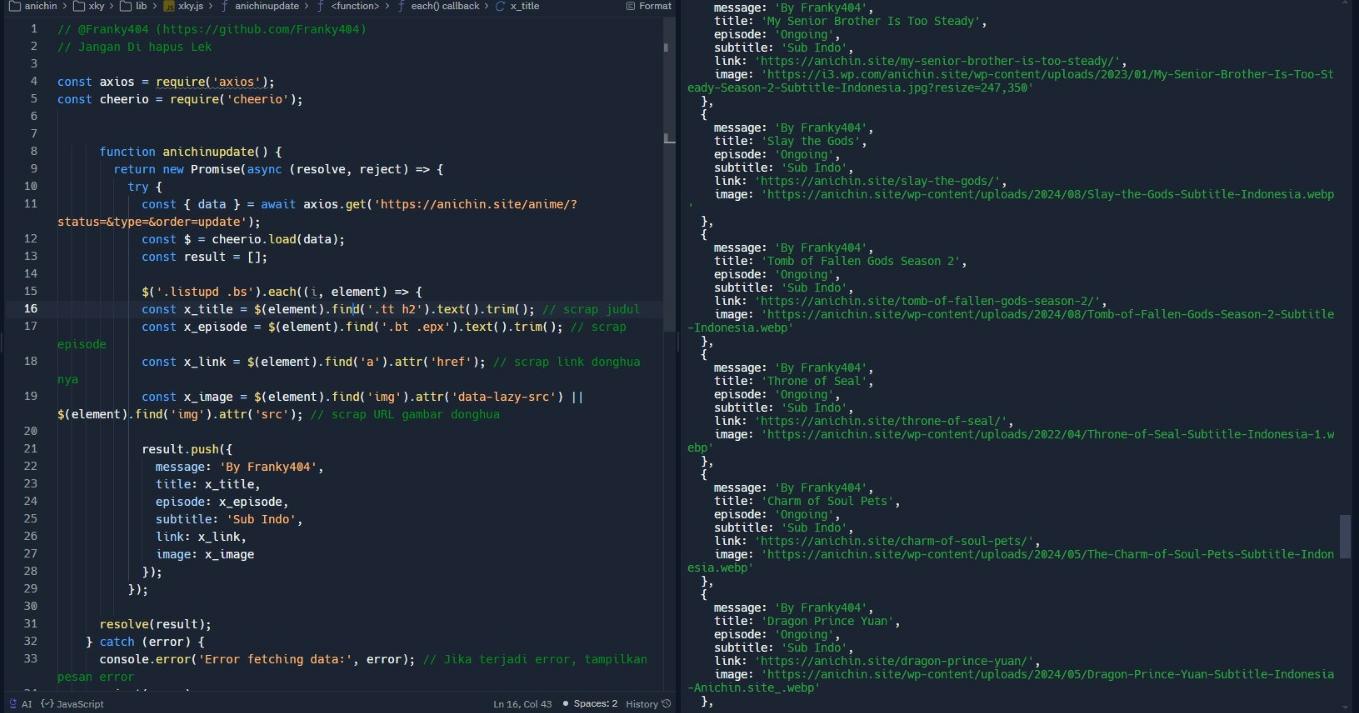 anichin > xky > lib > xky.js > anichinupdate > <function> > each() callback > x_title Format
1 // @Franky404 (https://github.com/Franky404)
2 // Jangan Di hapus Lek
3
4 const axios = require('axios');
5 const cheerio = require('cheerio');
6
7
8 function anichinupdate() {
9 return new Promise(async (resolve, reject) => {
10 try {
11 const { data } = await axios.get('https://anichin.site/anime/?
status=&type=&order=update');
12 const $ = cheerio.load(data);
13 const result = [];
14
15 $('.listupd .bs').each((i, element) => {
16 const x_title = $(element).find('.tt h2').text().trim(); // scrap judul
17 const x_episode = $(element).find('.bt .epx').text().trim(); // scrap
episode
18 const x_link = $(element).find('a').attr('href'); // scrap link donghua
nya
19 const x_image = $(element).find('img').attr('data-lazy-src') ||
$(element).find('img').attr('src'); // scrap URL gambar donghua
20
21 result.push({
22 message: 'By Franky404',
23 title: x_title,
24 episode: x_episode,
25 subtitle: 'Sub Indo',
26 link: x_link,
27 image: x_image
28 });
29 });
30
31 resolve(result);
32 } catch (error) {
33 console.error('Error fetching data:', error); // Jika terjadi error, tampilkan
pesan error
AI JavaScript Ln 16, Col 43 Spaces: 2 History
message: 'By Franky404',
title: 'My Senior Brother Is Too Steady',
episode: 'Ongoing',
subtitle: 'Sub Indo',
link: 'https://anichin.site/my-senior-brother-is-too-steady/',
image: 'https://i3.wp.com/anichin.site/wp-content/uploads/2023/01/My-Senior-Brother-Is-Too-St
eady-Season-2-Subtitle-Indonesia.jpg?resize=247,350'
},
{
message: 'By Franky404',
title: 'Slay the Gods',
episode: 'Ongoing',
subtitle: 'Sub Indo',
link: 'https://anichin.site/slay-the-gods/',
image: 'https://anichin.site/wp-content/uploads/2024/08/Slay-the-Gods-Subtitle-Indonesia.webp
'
},
{
message: 'By Franky404',
title: 'Tomb of Fallen Gods Season 2',
episode: 'Ongoing',
subtitle: 'Sub Indo',
link: 'https://anichin.site/tomb-of-fallen-gods-season-2/',
image: 'https://anichin.site/wp-content/uploads/2024/08/Tomb-of-Fallen-Gods-Season-2-Subtitle
-Indonesia.webp'
},
{
message: 'By Franky404',
title: 'Throne of Seal',
episode: 'Ongoing',
subtitle: 'Sub Indo',
link: 'https://anichin.site/throne-of-seal/',
image: 'https://anichin.site/wp-content/uploads/2022/04/Throne-of-Seal-Subtitle-Indonesia-1.w
ebp'
},
{
message: 'By Franky404',
title: 'Charm of Soul Pets',
episode: 'Ongoing',
subtitle: 'Sub Indo',
link: 'https://anichin.site/charm-of-soul-pets/',
image: 'https://anichin.site/wp-content/uploads/2024/05/The-Charm-of-Soul-Pets-Subtitle-Indon
esia.webp'
},
{
message: 'By Franky404',
title: 'Dragon Prince Yuan',
episode: 'Ongoing',
subtitle: 'Sub Indo',
link: 'https://anichin.site/dragon-prince-yuan/',
image: 'https://anichin.site/wp-content/uploads/2024/05/Dragon-Prince-Yuan-Subtitle-Indonesia
-Anichin.site_.webp'
},